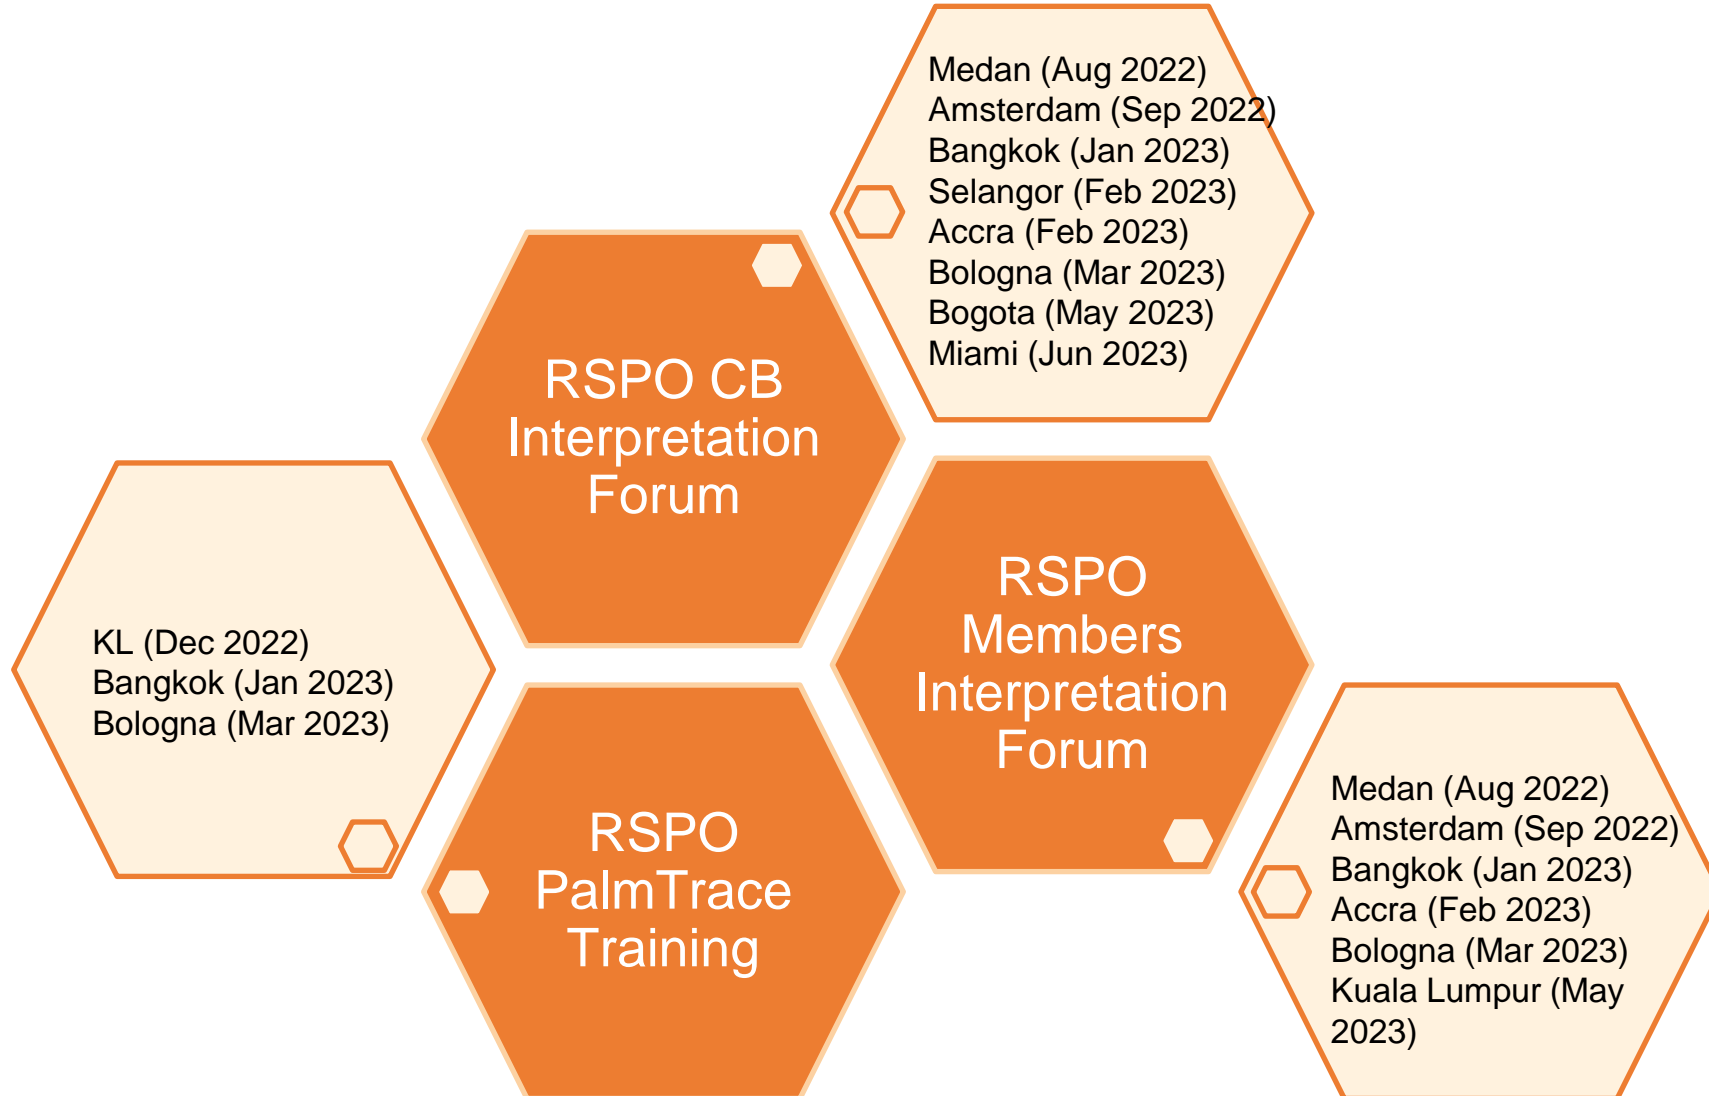 Medan (Aug 2022)
Amsterdam (Sep 2022)
Bangkok (Jan 2023)
Selangor (Feb 2023)
Accra (Feb 2023)
Bologna (Mar 2023)
Bogota (May 2023)
Miami (Jun 2023)
RSPO CB
Interpretation
Forum
RSPO
Members
Interpretation
Forum
KL (Dec 2022)
Bangkok (Jan 2023)
Bologna (Mar 2023)
RSPO
PalmTrace
Training
Medan (Aug 2022)
Amsterdam (Sep 2022)
Bangkok (Jan 2023)
Accra (Feb 2023)
Bologna (Mar 2023)
Kuala Lumpur (May
2023)